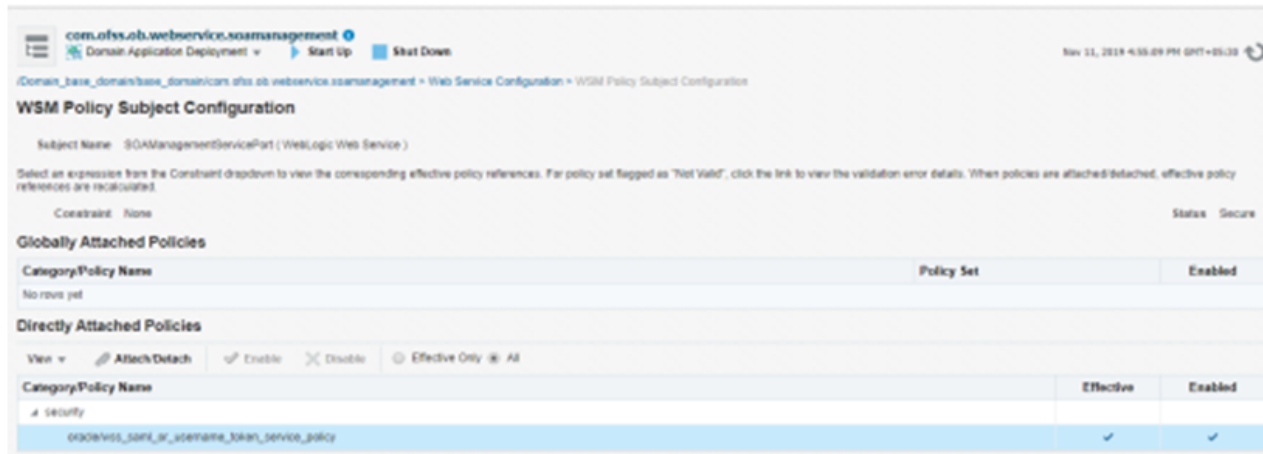 com.ofss.ob.webservice.soamanagement
Domain Application Deployment Start Up Shut Down
Nov 11, 2019 4:55:09 PM GMT+05:30
/Domain_base_domain/base_domain/com.ofss.ob.webservice.soamanagement > Web Service Configuration > WSM Policy Subject Configuration
WSM Policy Subject Configuration
Subject Name SOAManagementServicePort ( WebLogic Web Service )
Select an expression from the Constraint dropdown to view the corresponding effective policy references. For policy set flagged as "Not Valid", click the link to view the validation error details. When policies are attached/detached, effective policy
references are recalculated.
Constraint None Status Secure
Globally Attached Policies
Category/Policy Name Policy Set Enabled
No rows yet
Directly Attached Policies
View Attach/Detach Enable Disable Effective Only All
Category/Policy Name Effective Enabled
security
oracle/wss_saml_or_username_token_service_policy